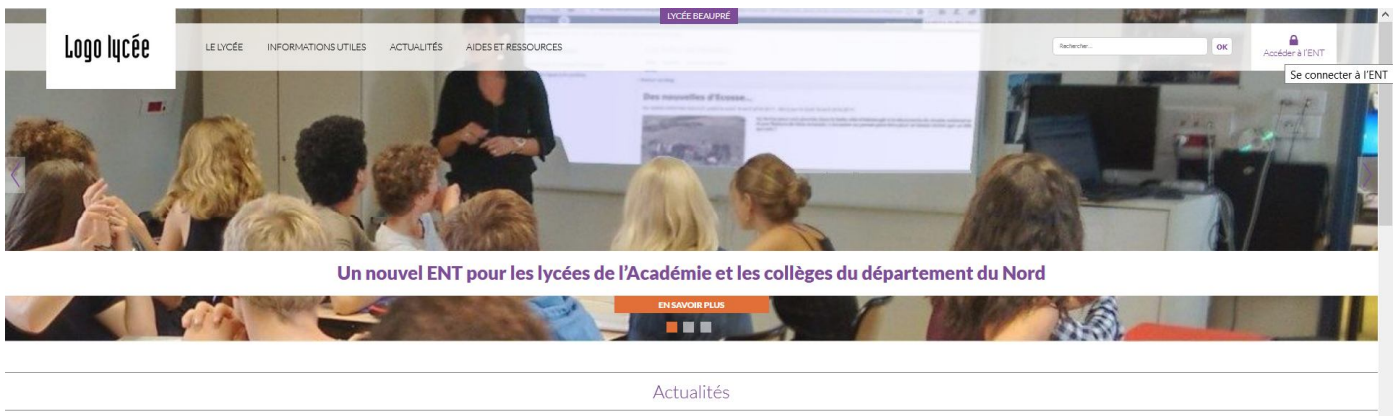 LYCÉE BEAUPRÉ
Logo lycée
LE LYCÉE
INFORMATIONS UTILES
ACTUALITÉS
AIDES ET RESSOURCES
Rechercher...
OK
Accéder à l'ENT
Se connecter à l'ENT
Des nouvelles d'Ecosse...
Un nouvel ENT pour les lycées de l'Académie et les collèges du département du Nord
EN SAVOIR PLUS
Actualités